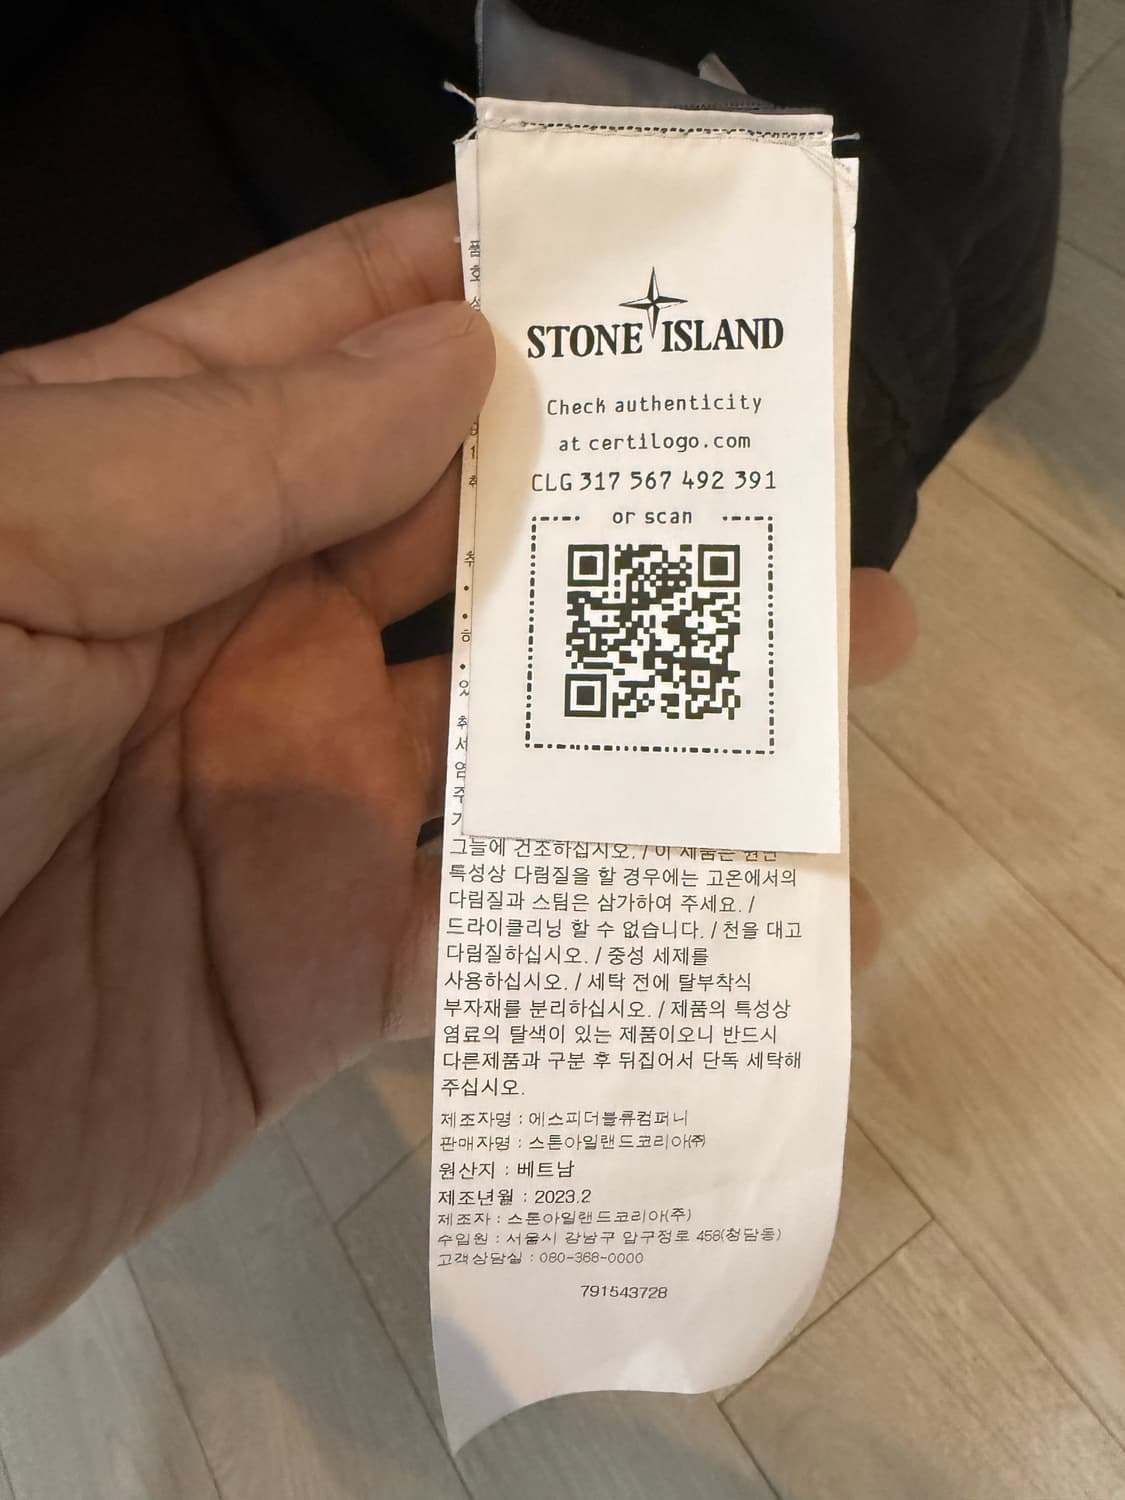 STONE ISLAND
Check authenticity
at certilogo.com
CLG 317 567 492 391
or scan
그늘에 건조하십시오. / 이 제품은 원단
특성상 다림질을 할 경우에는 고온에서의
다림질과 스팀은 삼가하여 주세요. /
드라이클리닝 할 수 없습니다. / 천을 대고
다림질하십시오. / 중성 세제를
사용하십시오. / 세탁 전에 탈부착식
부자재를 분리하십시오. / 제품의 특성상
염료의 탈색이 있는 제품이오니 반드시
다른제품과 구분 후 뒤집어서 단독 세탁해
주십시오.
제조자명 : 에스피더블류컴퍼니
판매자명 : 스톤아일랜드코리아㈜
원산지 : 베트남
제조년월 : 2023.2
제조자 : 스톤아일랜드코리아(주)
수입원 : 서울시 강남구 압구정로 458(청담동)
고객상담실 : 080-368-0000
791543728